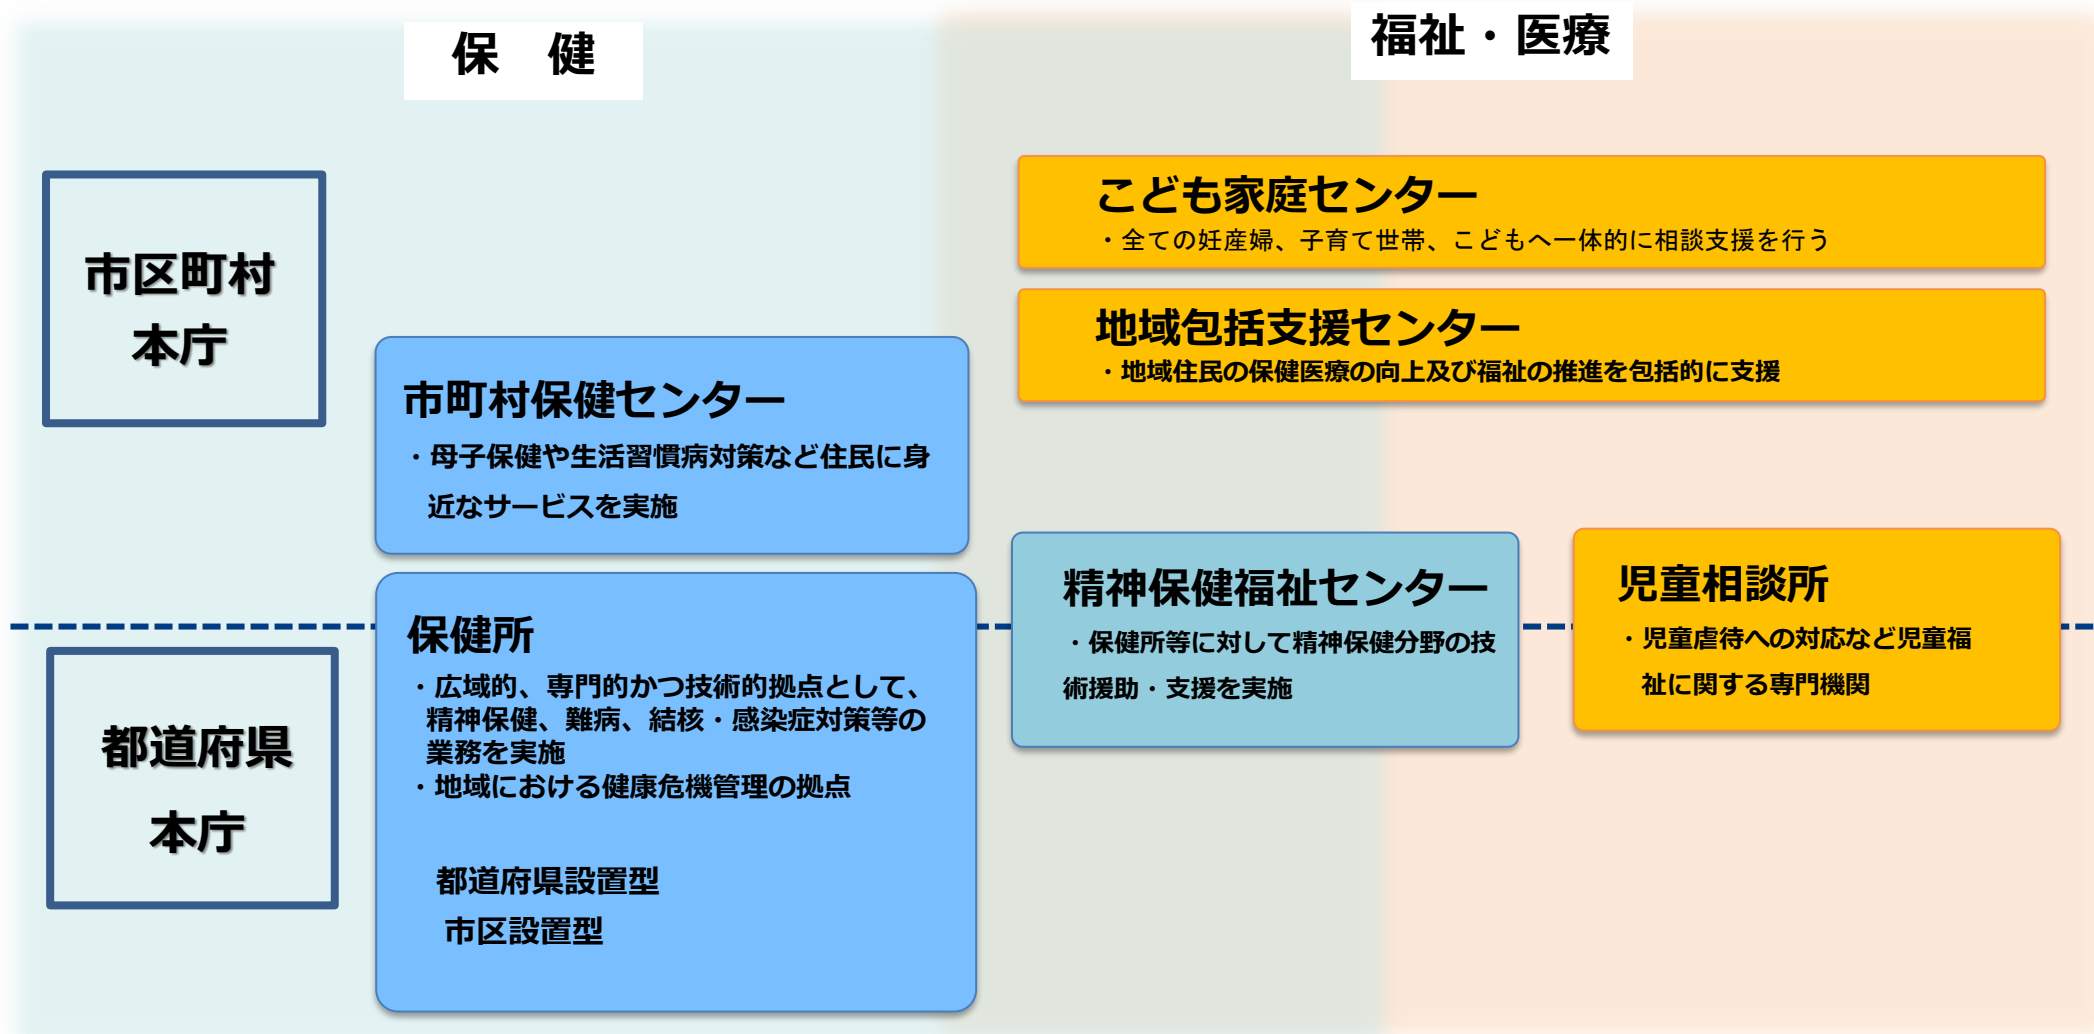 保　健
福祉・医療
市区町村
本庁
こども家庭センター
・全ての妊産婦、子育て世帯、こどもへ一体的に相談支援を行う
地域包括支援センター
・地域住民の保健医療の向上及び福祉の推進を包括的に支援
市町村保健センター
・母子保健や生活習慣病対策など住民に身
近なサービスを実施
都道府県
本庁
保健所
・広域的、専門的かつ技術的拠点として、
精神保健、難病、結核・感染症対策等の
業務を実施
・地域における健康危機管理の拠点
都道府県設置型
市区設置型
精神保健福祉センター
・保健所等に対して精神保健分野の技
術援助・支援を実施
児童相談所
・児童虐待への対応など児童福
祉に関する専門機関